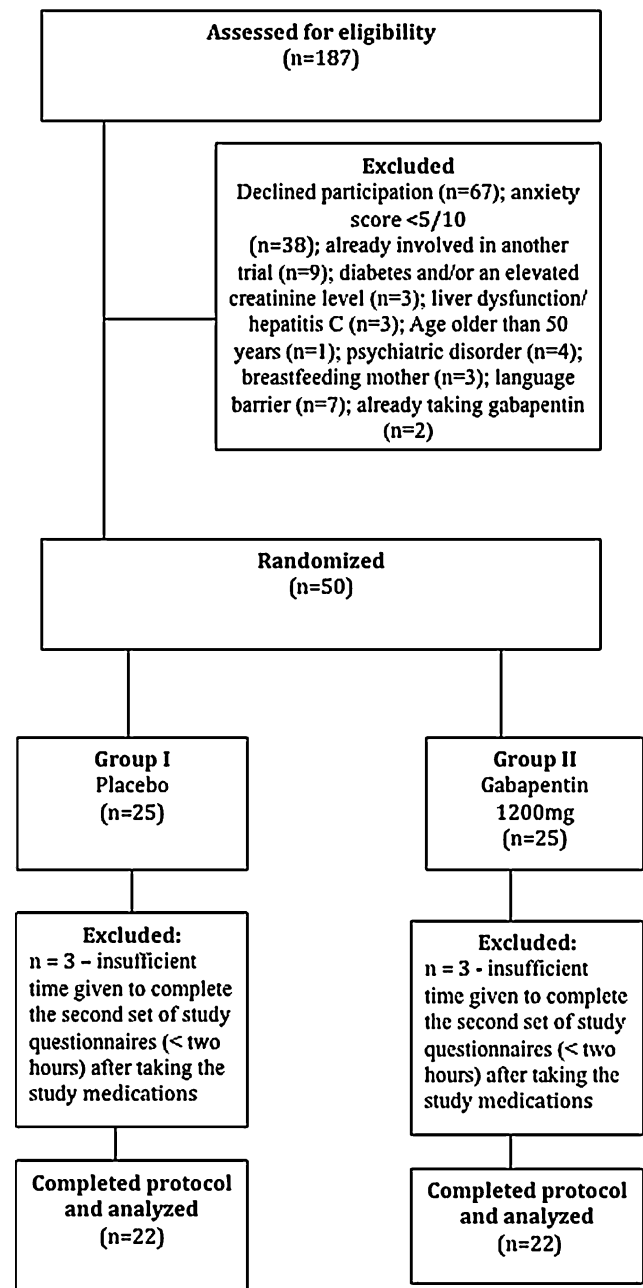 Assessed for eligibility
(n=187)
Excluded
Declined participation (n=67); anxiety
score <5/10
(n=38); already involved in another
trial (n=9); diabetes and/or an elevated
creatinine level (n=3); liver dysfunction/
hepatitis C (n=3); Age older than 50
years (n=1); psychiatric disorder (n=4);
breastfeeding mother (n=3); language
barrier (n=7); already taking gabapentin
(n=2)
Randomized
(n=50)
Group I
Placebo
(n=25)
Group II
Gabapentin
1200mg
(n=25)
Excluded:
n = 3 – insufficient
time given to complete
the second set of study
questionnaires (< two
hours) after taking the
study medications
Excluded:
n = 3 - insufficient
time given to complete
the second set of study
questionnaires (< two
hours) after taking the
study medications
Completed protocol
and analyzed
(n=22)
Completed protocol
and analyzed
(n=22)